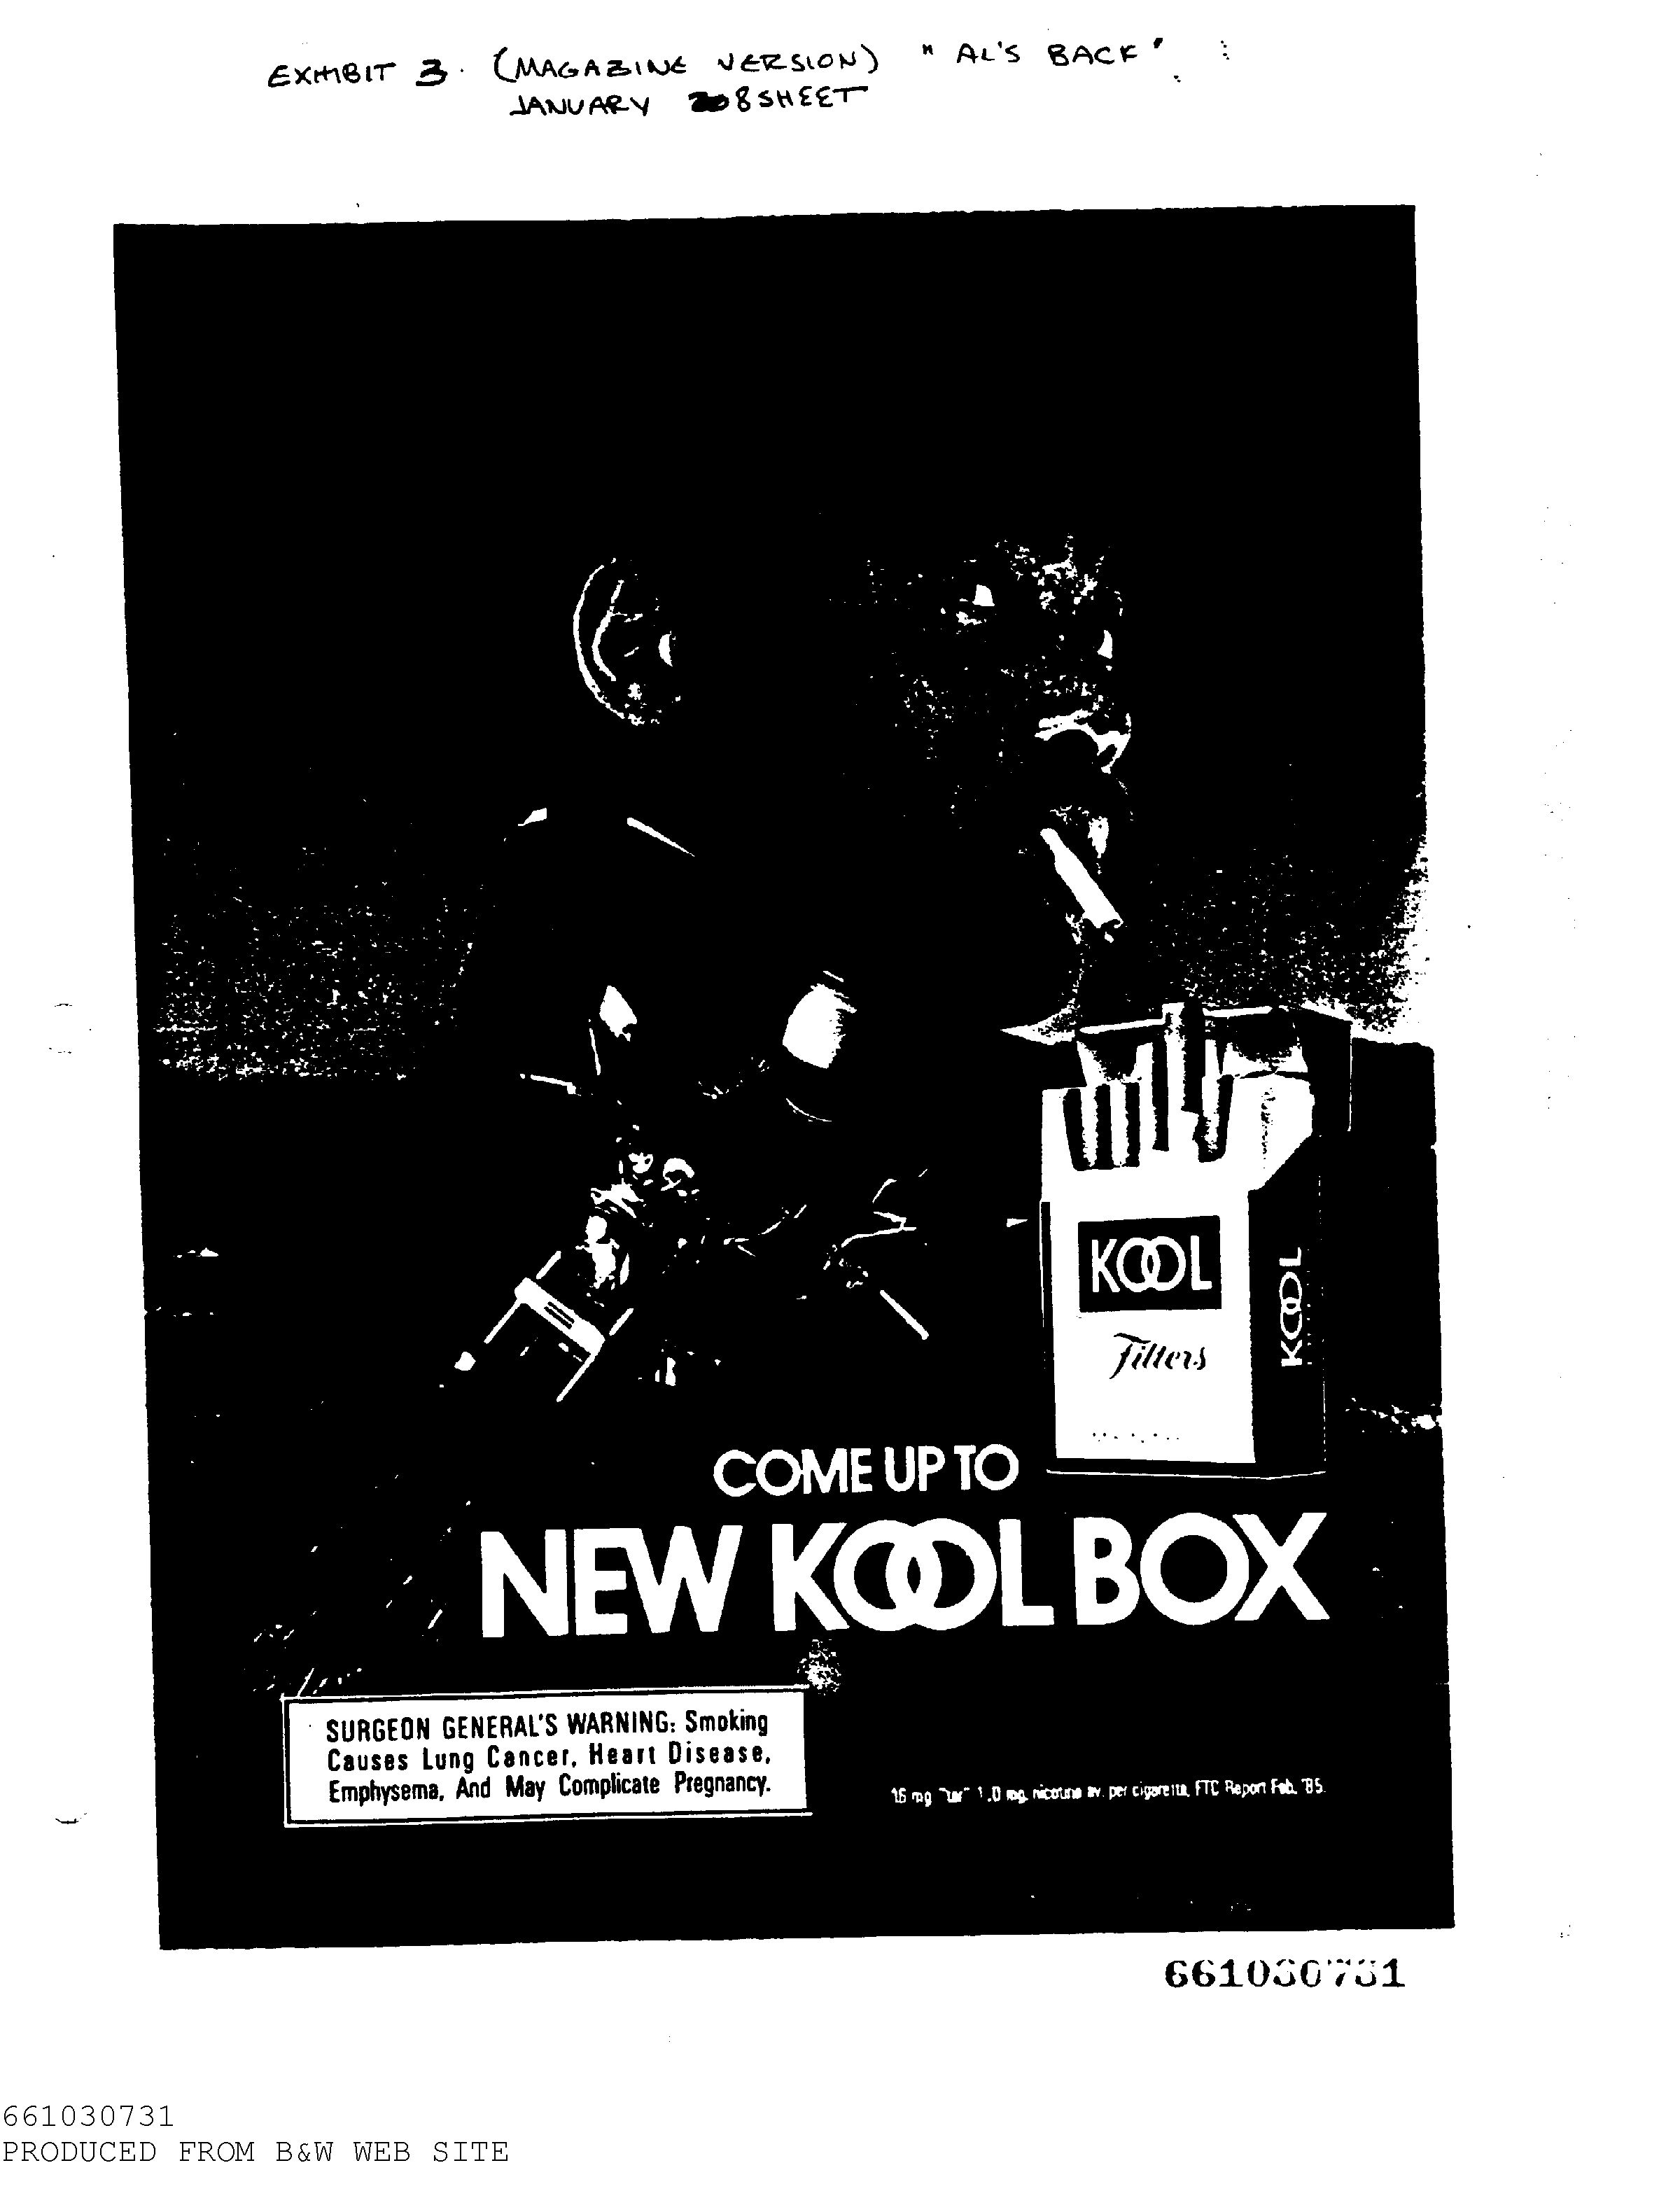 EXHIBIT 3. (MAGAZINE VERSION) "AL'S BACK"
JANUARY 8 SHEET
KOOL
Filters
KOOL
COME UP TO
NEW KOOL BOX
SURGEON GENERAL'S WARNING: Smoking
Causes Lung Cancer, Heart Disease,
Emphysema, And May Complicate Pregnancy.
16 mg "tar" 1.0 mg. nicotine av. per cigarette, FTC Report Feb. '85.
661030731
661030731
PRODUCED FROM B&W WEB SITE